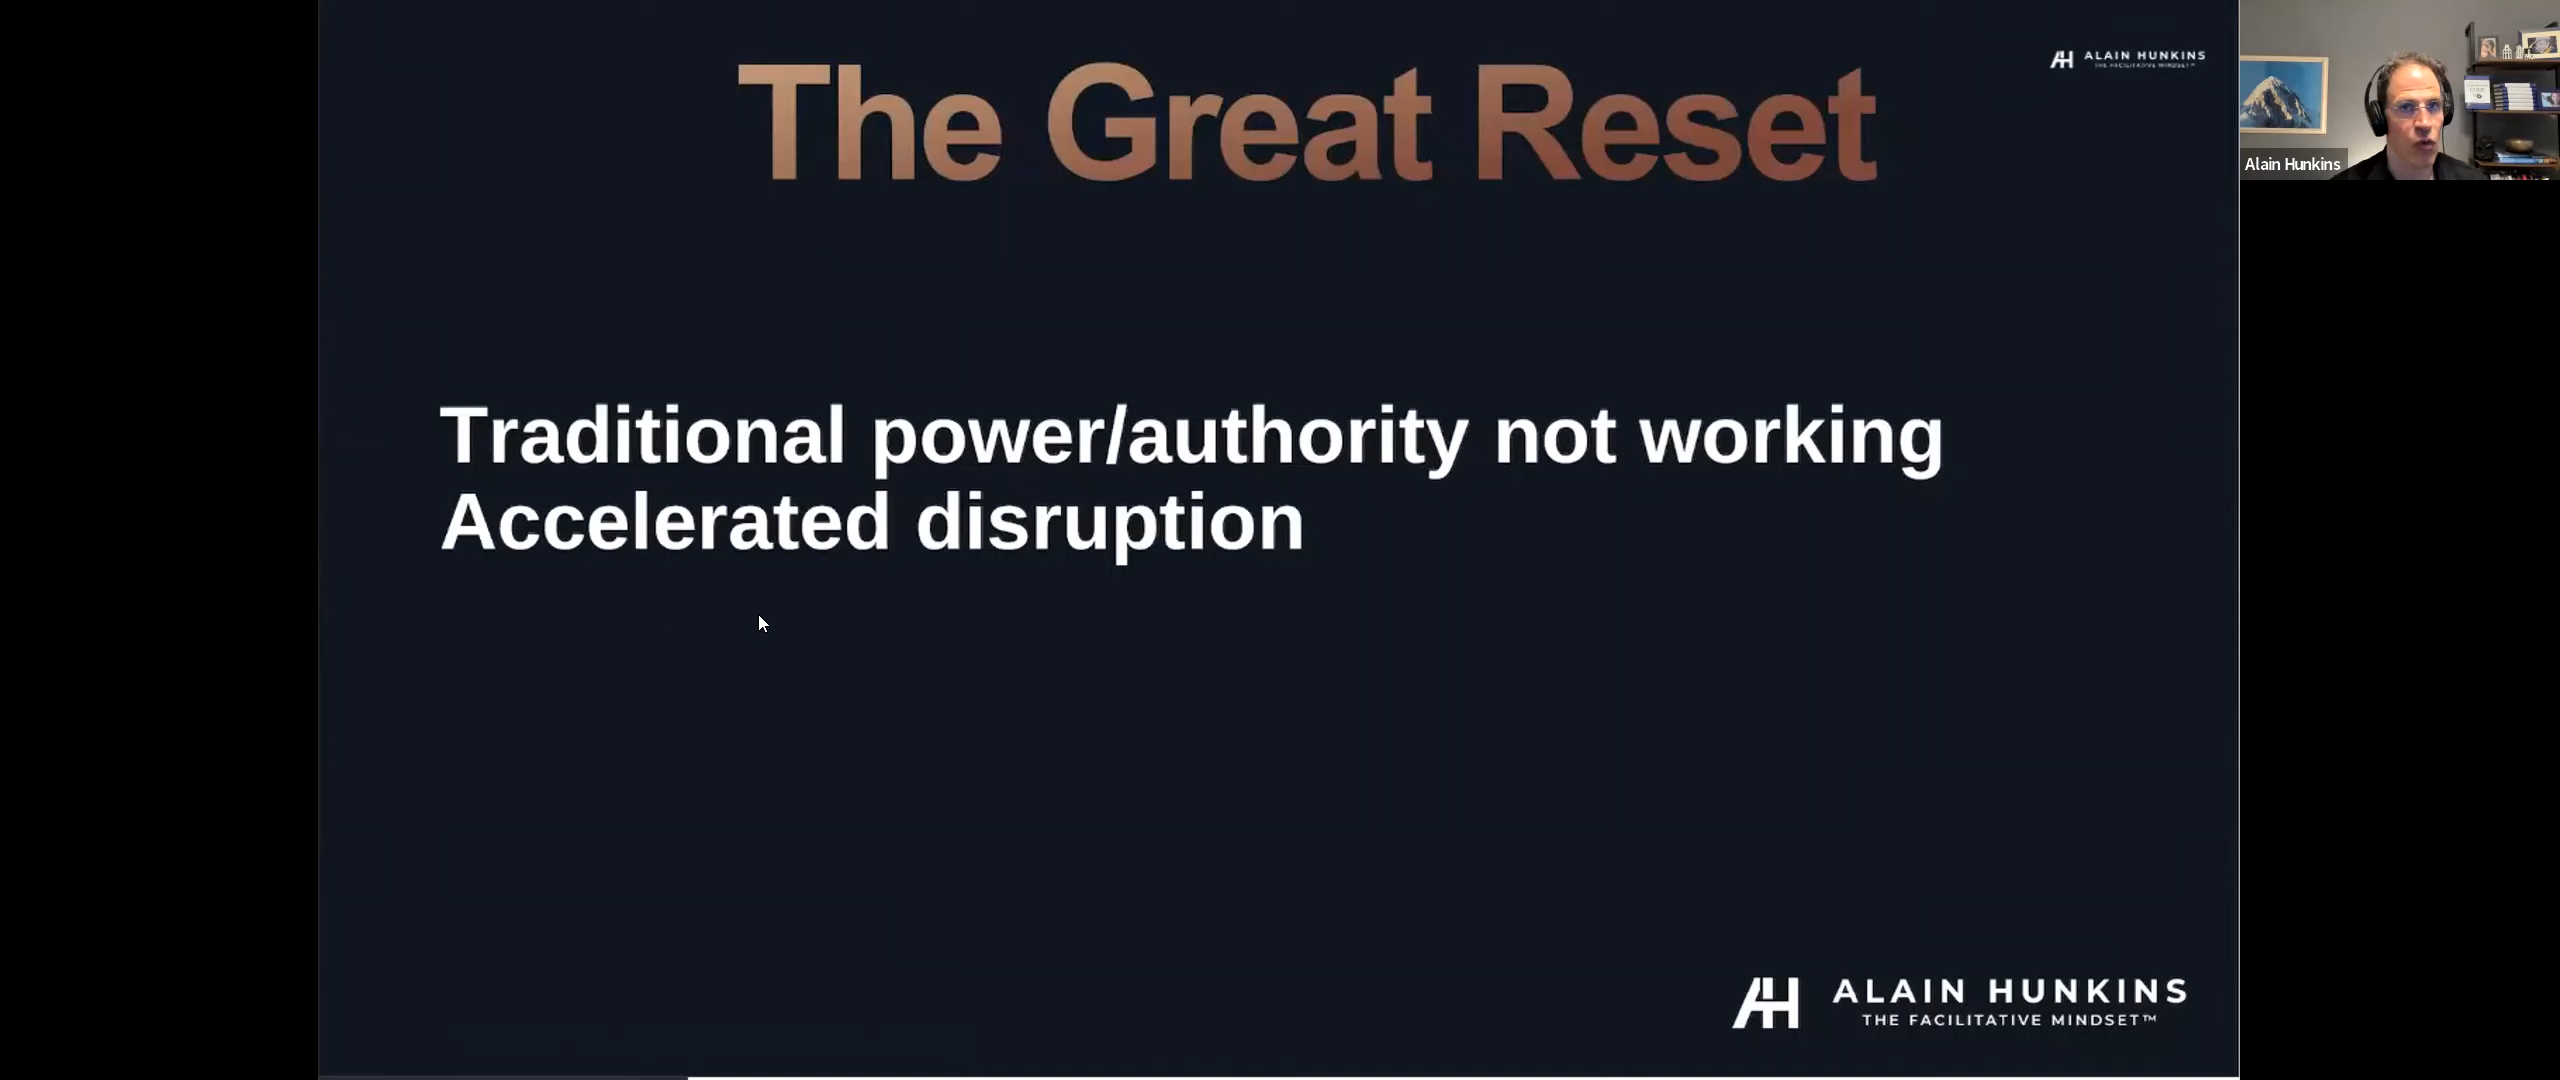 The Great Reset
ALAIN HUNKINS
THE FACILITATIVE MINDSET™
Alain Hunkins
Traditional power/authority not working
Accelerated disruption
AH
ALAIN HUNKINS
THE FACILITATIVE MINDSET™